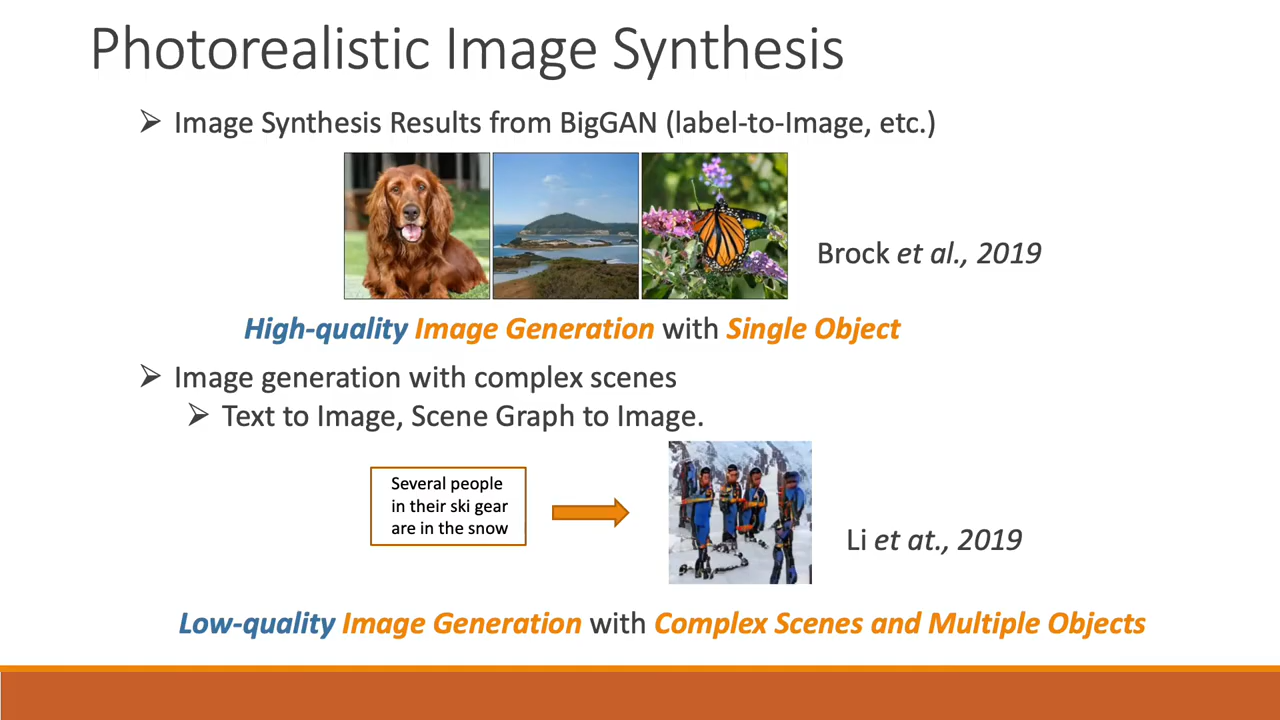 Photorealistic Image Synthesis
➢ Image Synthesis Results from BigGAN (label-to-Image, etc.)
Brock et al., 2019
High-quality Image Generation with Single Object
➢ Image generation with complex scenes
➢ Text to Image, Scene Graph to Image.
Several people
in their ski gear
are in the snow
Li et at., 2019
Low-quality Image Generation with Complex Scenes and Multiple Objects